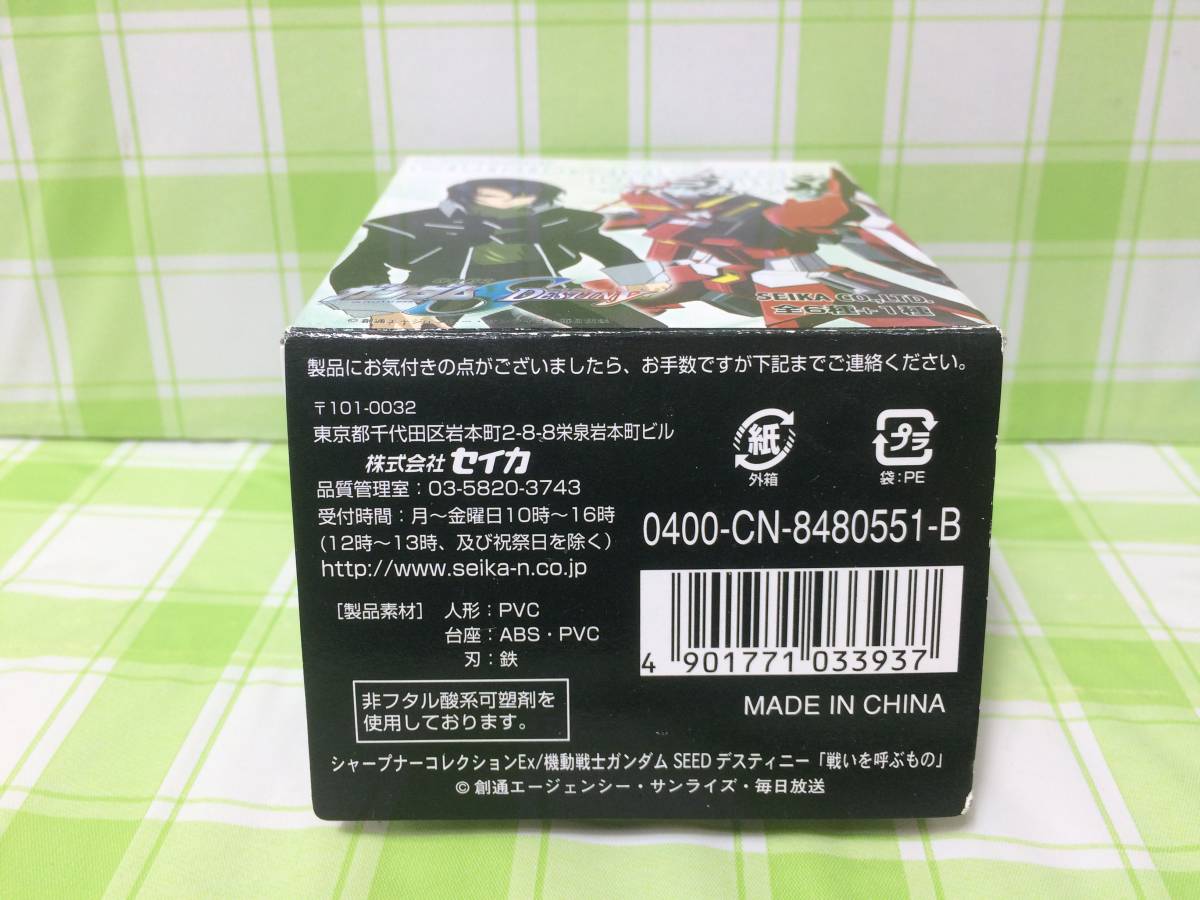 DESTINY
SEIKA CO.,LTD.
全6種+1種
製品にお気付きの点がございましたら、お手数ですが下記までご連絡ください。
〒101-0032
東京都千代田区岩本町2-8-8栄泉岩本町ビル
株式会社 セイカ
品質管理室：03-5820-3743
受付時間：月～金曜日10時～16時
(12時～13時、及び祝祭日を除く)
http://www.seika-n.co.jp
紙
外箱
プラ
袋：PE
0400-CN-8480551-B
［製品素材］ 人形：PVC
台座：ABS・PVC
刃：鉄
4 901771 033937
非フタル酸系可塑剤を
使用しております。
MADE IN CHINA
シャープナーコレクションEx/機動戦士ガンダム SEED デスティニー「戦いを呼ぶもの」
© 創通エージェンシー・サンライズ・毎日放送